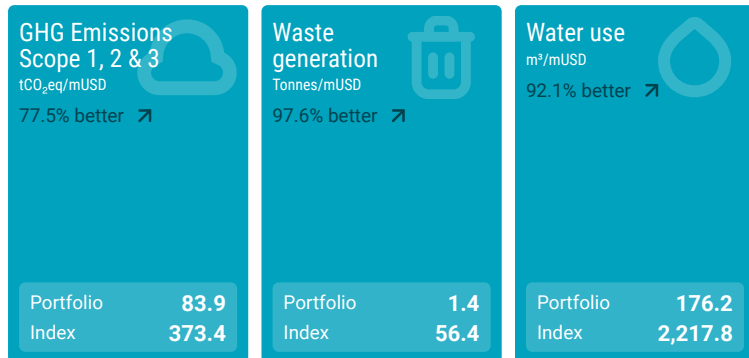 GHG Emissions
Scope 1, 2 & 3
tCO₂eq/mUSD
77.5% better
Portfolio 83.9
Index 373.4
Waste
generation
Tonnes/mUSD
97.6% better
Portfolio 1.4
Index 56.4
Water use
m³/mUSD
92.1% better
Portfolio 176.2
Index 2,217.8